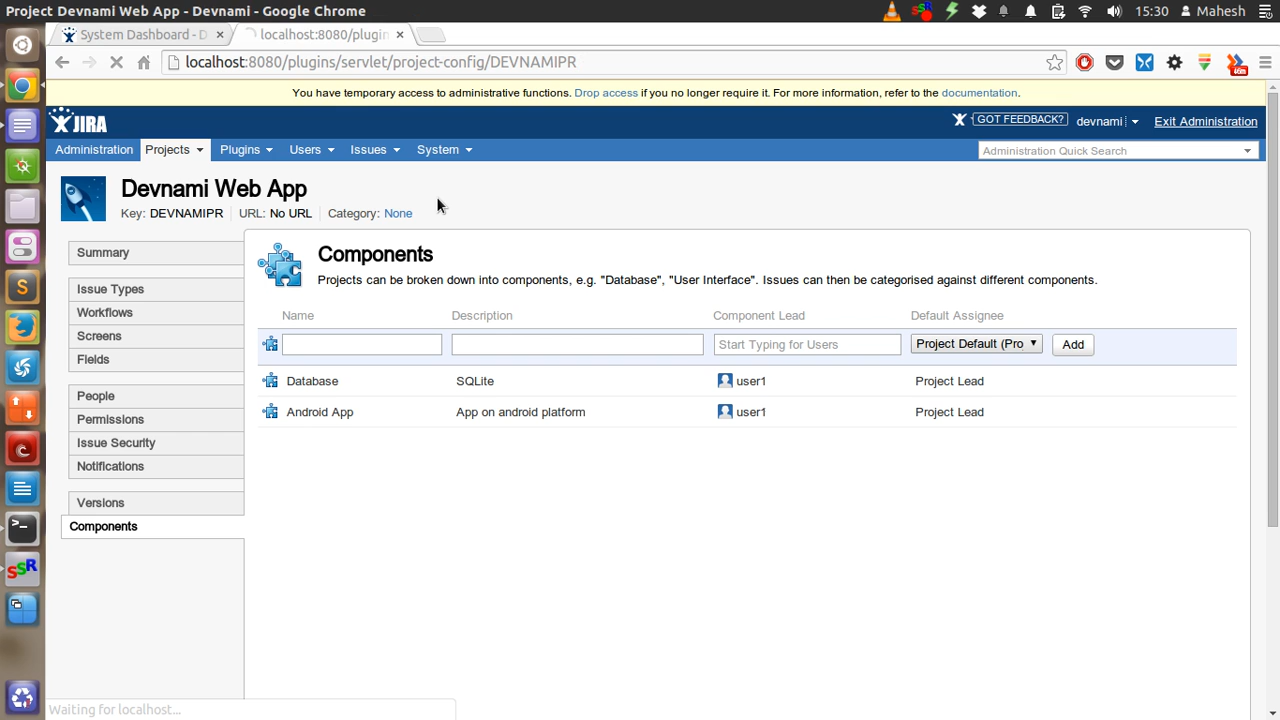 Project Devnami Web App - Devnami - Google Chrome
15:30 Mahesh
System Dashboard - D
localhost:8080/plugin
localhost:8080/plugins/servlet/project-config/DEVNAMIPR
You have temporary access to administrative functions. Drop access if you no longer require it. For more information, refer to the documentation.
JIRA
GOT FEEDBACK? devnami Exit Administration
Administration Projects Plugins Users Issues System
Administration Quick Search
Devnami Web App
Key: DEVNAMIPR URL: No URL Category: None
Summary
Issue Types
Workflows
Screens
Fields
People
Permissions
Issue Security
Notifications
Versions
Components
Components
Projects can be broken down into components, e.g. "Database", "User Interface". Issues can then be categorised against different components.
Name Description Component Lead Default Assignee
Start Typing for Users Project Default (Pro Add
Database SQLite user1 Project Lead
Android App App on android platform user1 Project Lead
Waiting for localhost...